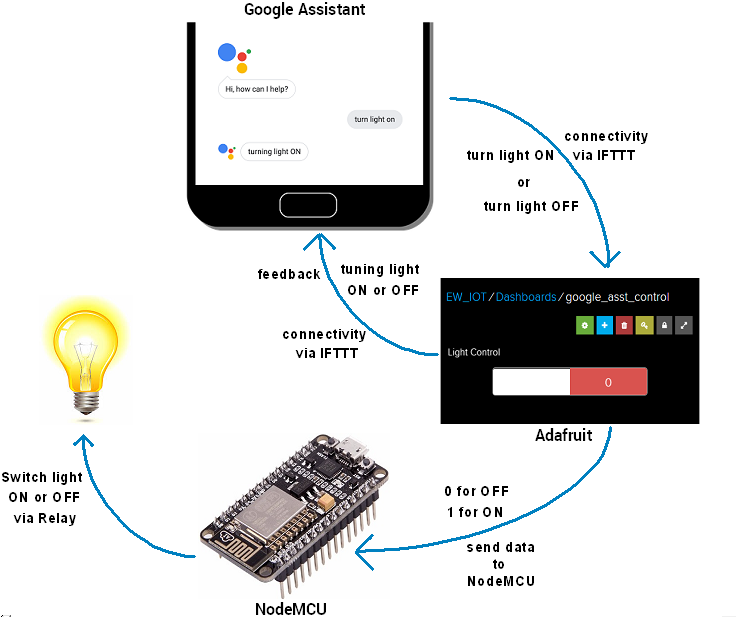 Google Assistant
Hi, how can I help?
turn light on
turning light ON
connectivity
via IFTTT
turn light ON
or
turn light OFF
feedback
tuning light
ON or OFF
connectivity
via IFTTT
EW_IOT/Dashboards/google_asst_control
Light Control
0
Adafruit
Switch light
ON or OFF
via Relay
0 for OFF
1 for ON
send data
to
NodeMCU
NodeMCU